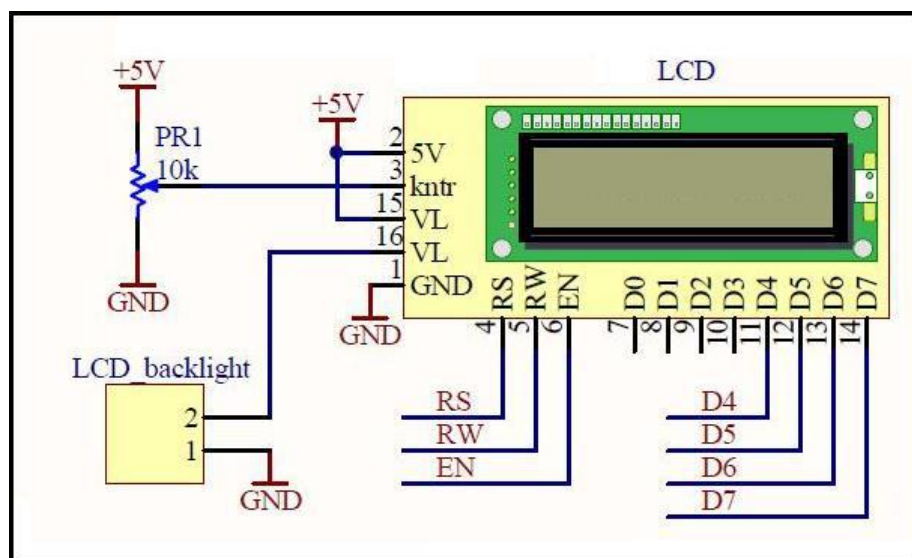 LCD
+5V
+5V
PR1
10k
2
5V
3
kntr
15
VL
16
VL
1
GND
GND
GND
RS
RW
EN
D0
D1
D2
D3
D4
D5
D6
D7
4
5
6
7
8
9
10
11
12
13
14
LCD_backlight
2
1
GND
RS
RW
EN
D4
D5
D6
D7